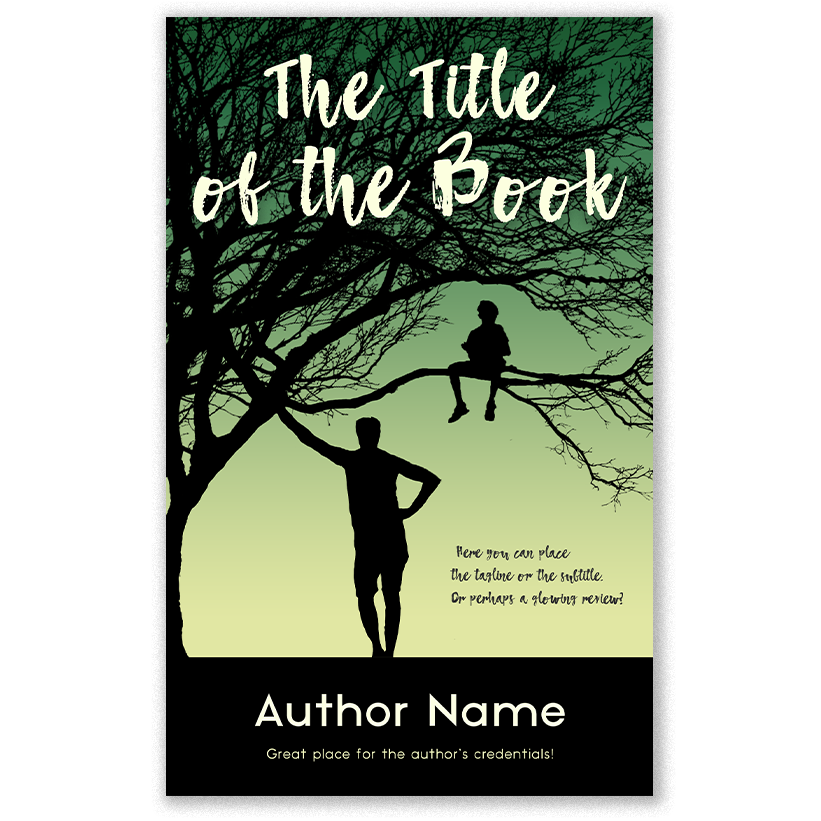 The Title
of the Book
Here you can place
the tagline or the subtitle.
Or perhaps a glowing review?
Author Name
Great place for the author's credentials!